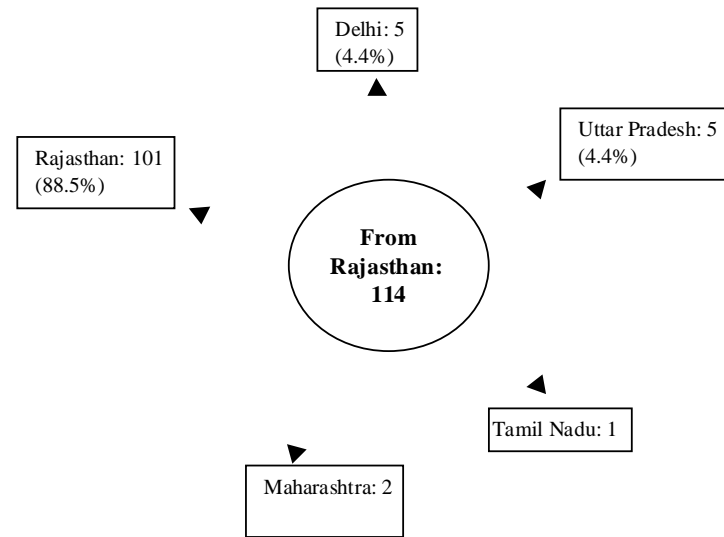 Delhi: 5
(4.4%)
Uttar Pradesh: 5
(4.4%)
Rajasthan: 101
(88.5%)
From
Rajasthan:
114
Tamil Nadu: 1
Maharashtra: 2